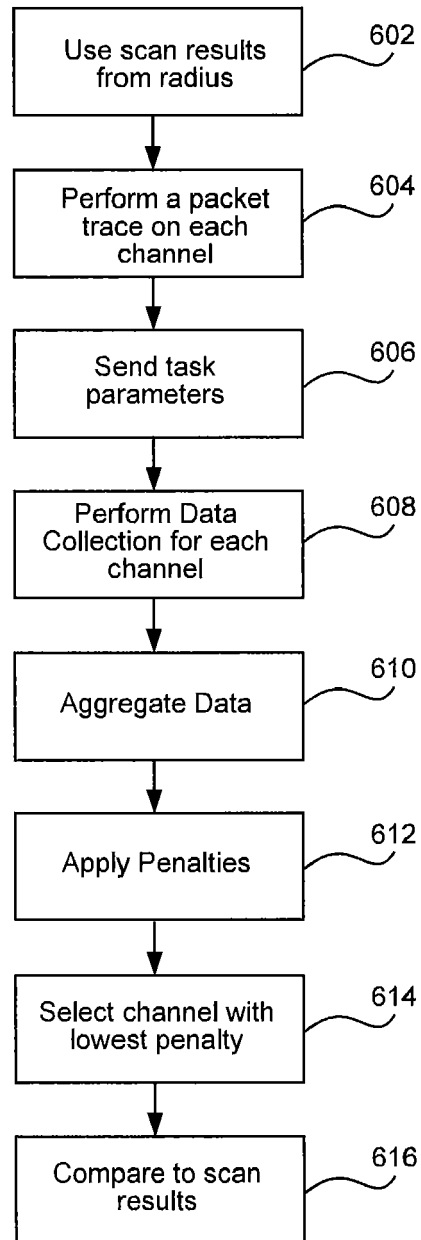 Use scan results
from radius
602
Perform a packet
trace on each
channel
604
Send task
parameters
606
Perform Data
Collection for each
channel
608
Aggregate Data
610
Apply Penalties
612
Select channel with
lowest penalty
614
Compare to scan
results
616